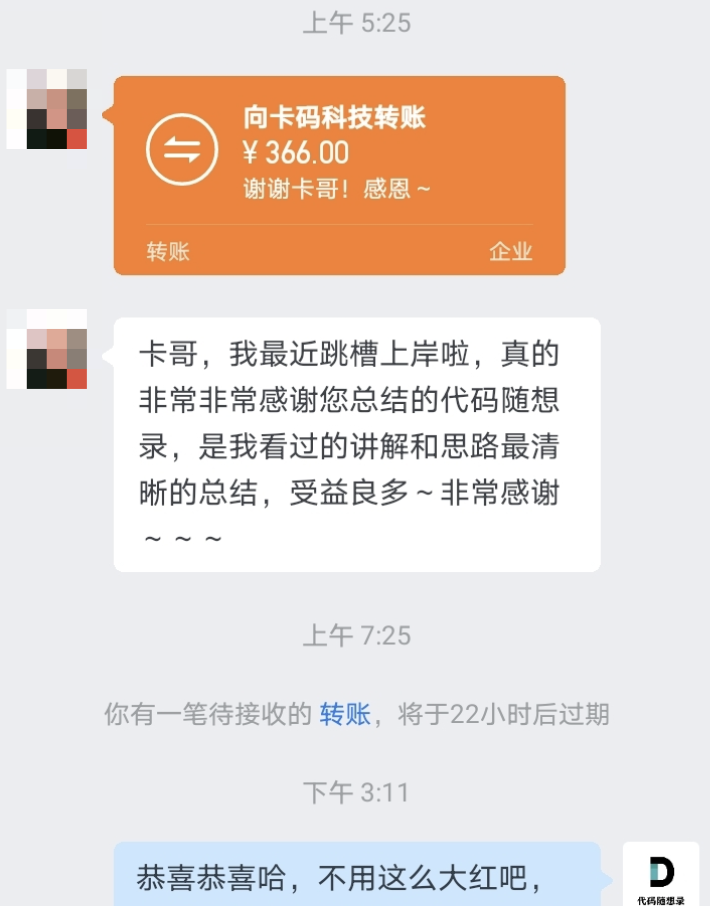 上午 5:25
向卡码科技转账
¥ 366.00
谢谢卡哥！感恩~
转账 企业
卡哥，我最近跳槽上岸啦，真的
非常非常感谢您总结的代码随想
录，是我看过的讲解和思路最清
晰的总结，受益良多~非常感谢
~ ~ ~
上午 7:25
你有一笔待接收的 转账，将于22小时后过期
下午 3:11
恭喜恭喜哈，不用这么大红吧，
代码随想录